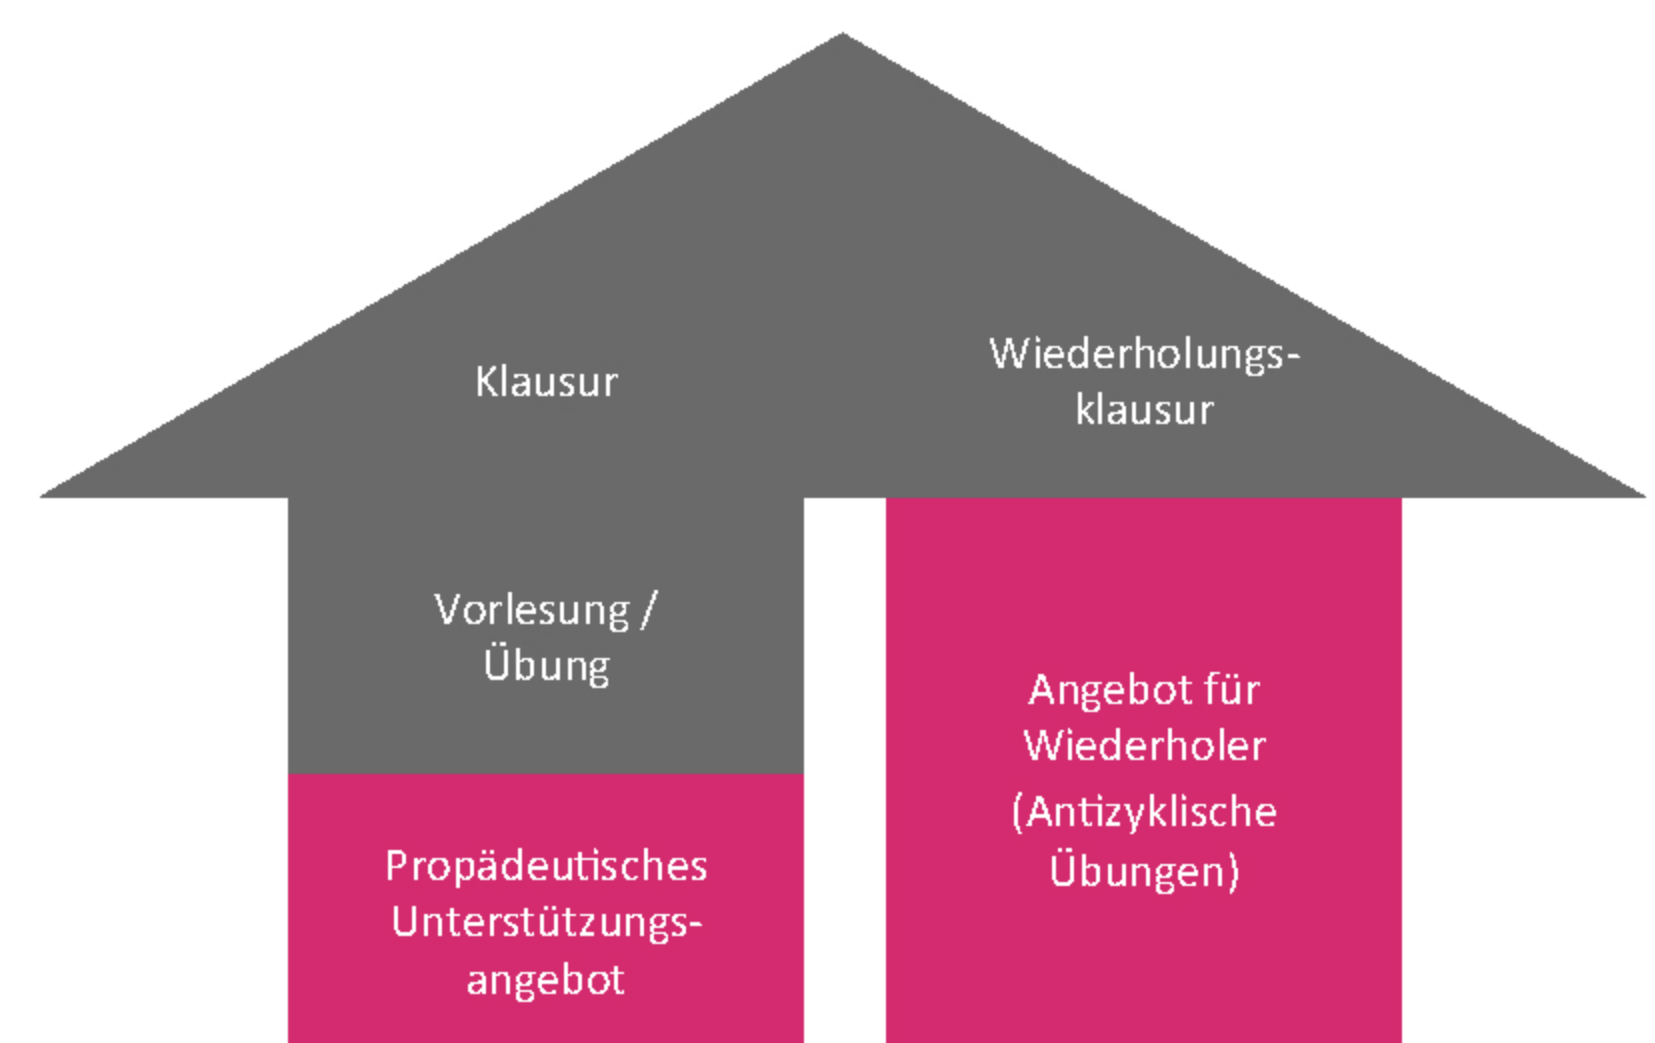 Klausur
Wiederholungs-
klausur
Vorlesung /
Übung
Propädeutisches
Unterstützungs-
angebot
Angebot für
Wiederholer
(Antizyklische
Übungen)